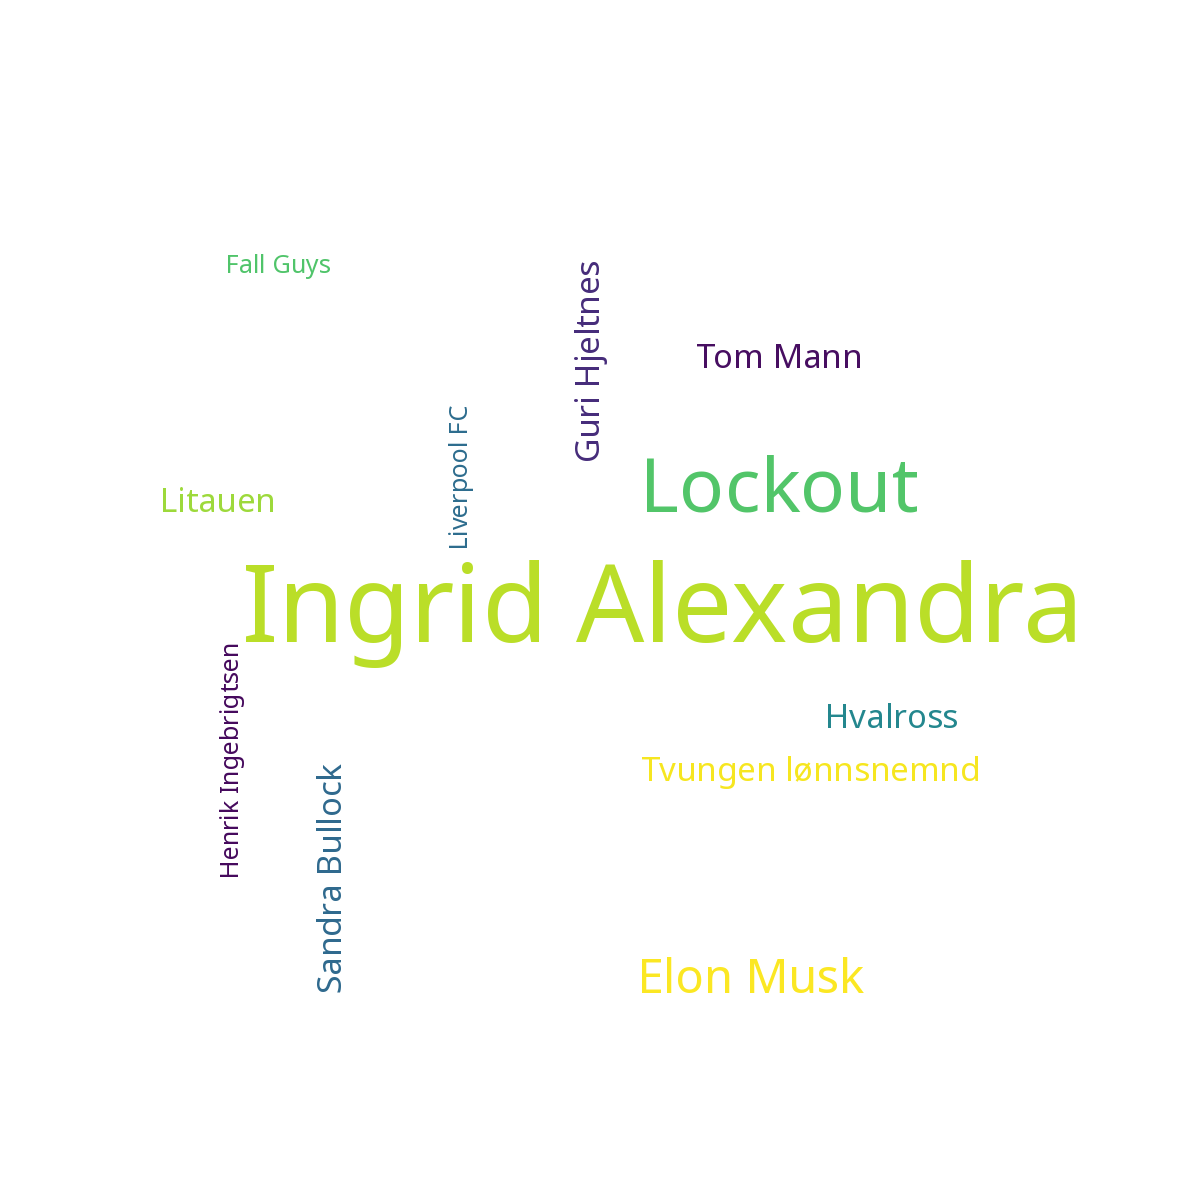 Fall Guys
Guri Hjeltnes
Tom Mann
Liverpool FC
Lockout
Litauen
Ingrid Alexandra
Henrik Ingebrigtsen
Hvalross
Tvungen lønnsnemnd
Sandra Bullock
Elon Musk